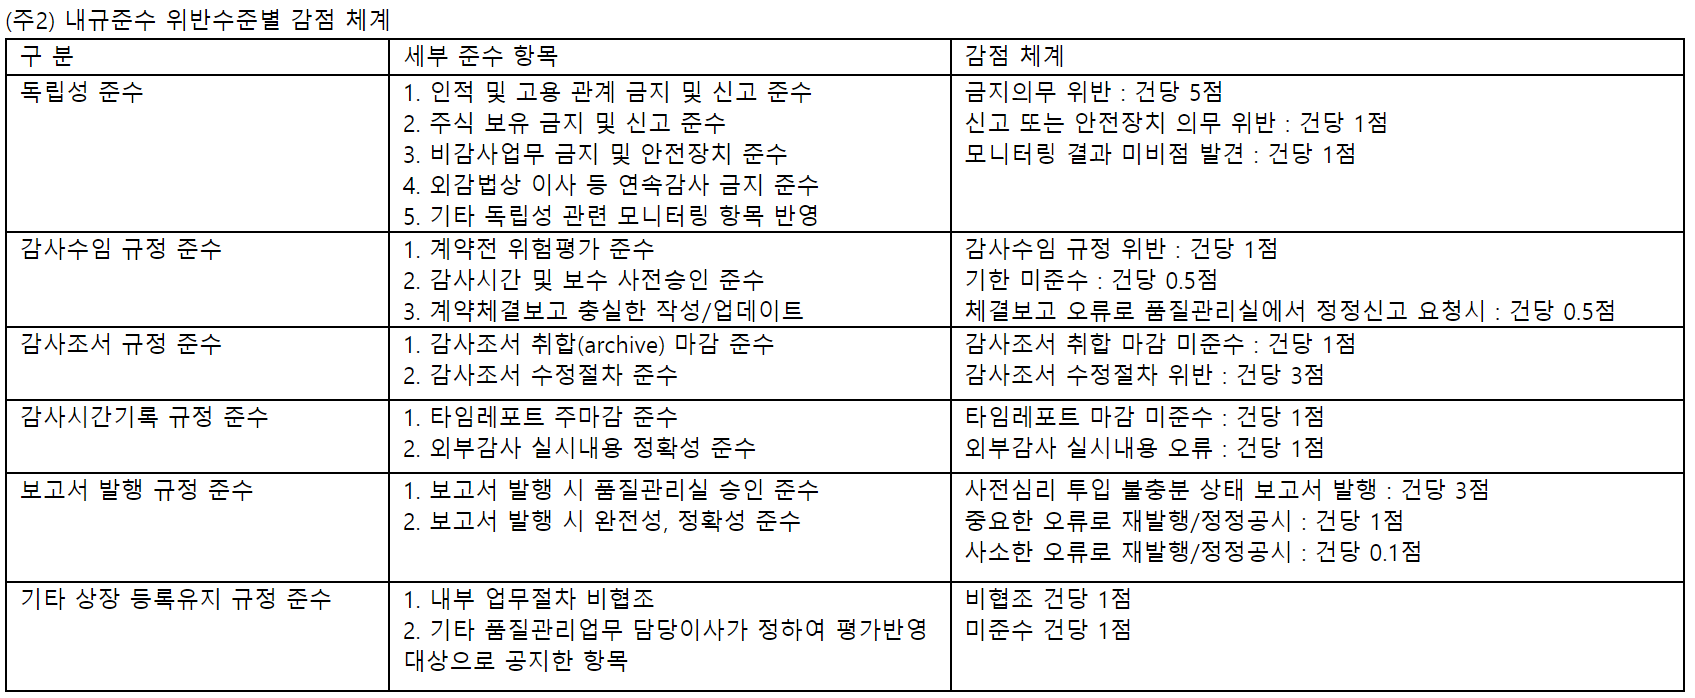 (주2) 내규준수 위반수준별 감점 체계
구 분
세부 준수 항목
감점 체계
독립성 준수
1. 인적 및 고용 관계 금지 및 신고 준수
2. 주식 보유 금지 및 신고 준수
3. 비감사업무 금지 및 안전장치 준수
4. 외감법상 이사 등 연속감사 금지 준수
5. 기타 독립성 관련 모니터링 항목 반영
금지의무 위반 : 건당 5점
신고 또는 안전장치 의무 위반 : 건당 1점
모니터링 결과 미비점 발견 : 건당 1점
감사수임 규정 준수
1. 계약전 위험평가 준수
2. 감사시간 및 보수 사전승인 준수
3. 계약체결보고 충실한 작성/업데이트
감사수임 규정 위반 : 건당 1점
기한 미준수 : 건당 0.5점
체결보고 오류로 품질관리실에서 정정신고 요청시 : 건당 0.5점
감사조서 규정 준수
1. 감사조서 취합(archive) 마감 준수
2. 감사조서 수정절차 준수
감사조서 취합 마감 미준수 : 건당 1점
감사조서 수정절차 위반 : 건당 3점
감사시간기록 규정 준수
1. 타임레포트 주마감 준수
2. 외부감사 실시내용 정확성 준수
타임레포트 마감 미준수 : 건당 1점
외부감사 실시내용 오류 : 건당 1점
보고서 발행 규정 준수
1. 보고서 발행 시 품질관리실 승인 준수
2. 보고서 발행 시 완전성, 정확성 준수
사전심리 투입 불충분 상태 보고서 발행 : 건당 3점
중요한 오류로 재발행/정정공시 : 건당 1점
사소한 오류로 재발행/정정공시 : 건당 0.1점
기타 상장 등록유지 규정 준수
1. 내부 업무절차 비협조
2. 기타 품질관리업무 담당이사가 정하여 평가반영
대상으로 공지한 항목
비협조 건당 1점
미준수 건당 1점